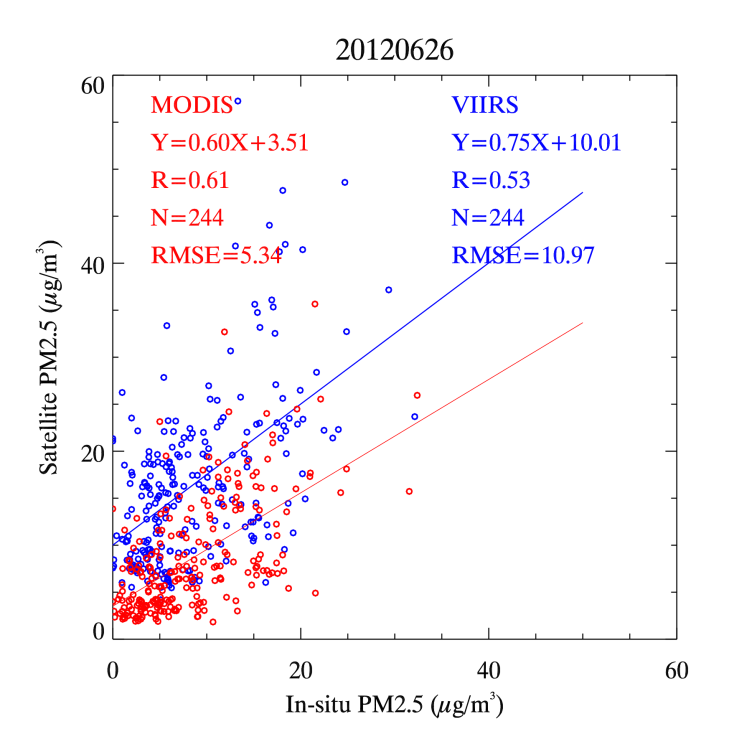 20120626
60
40
20
0
0 20 40 60
Satellite PM2.5 (μg/m³)
In-situ PM2.5 (μg/m³)
MODIS
Y=0.60X+3.51
R=0.61
N=244
RMSE=5.34
VIIRS
Y=0.75X+10.01
R=0.53
N=244
RMSE=10.97